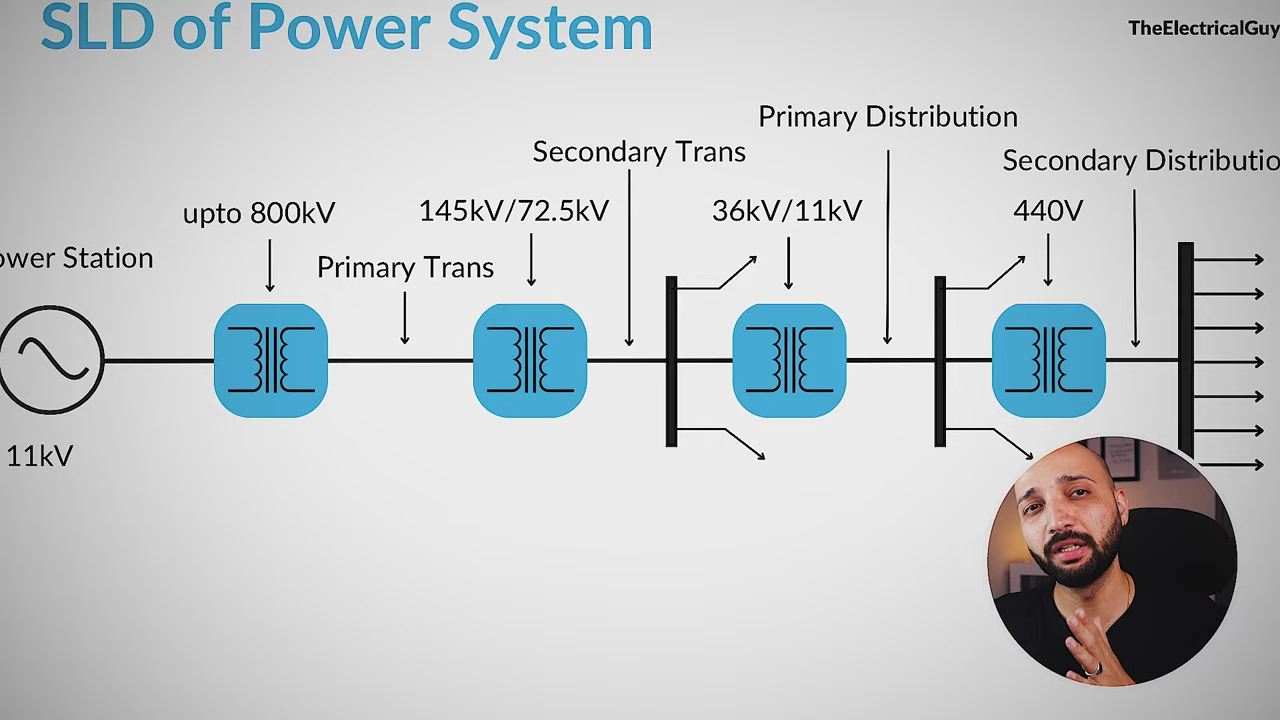 SLD of Power System
TheElectricalGuy
Primary Distribution
Secondary Trans
Secondary Distributio
upto 800kV
145kV/72.5kV
36kV/11kV
440V
ower Station
Primary Trans
11kV